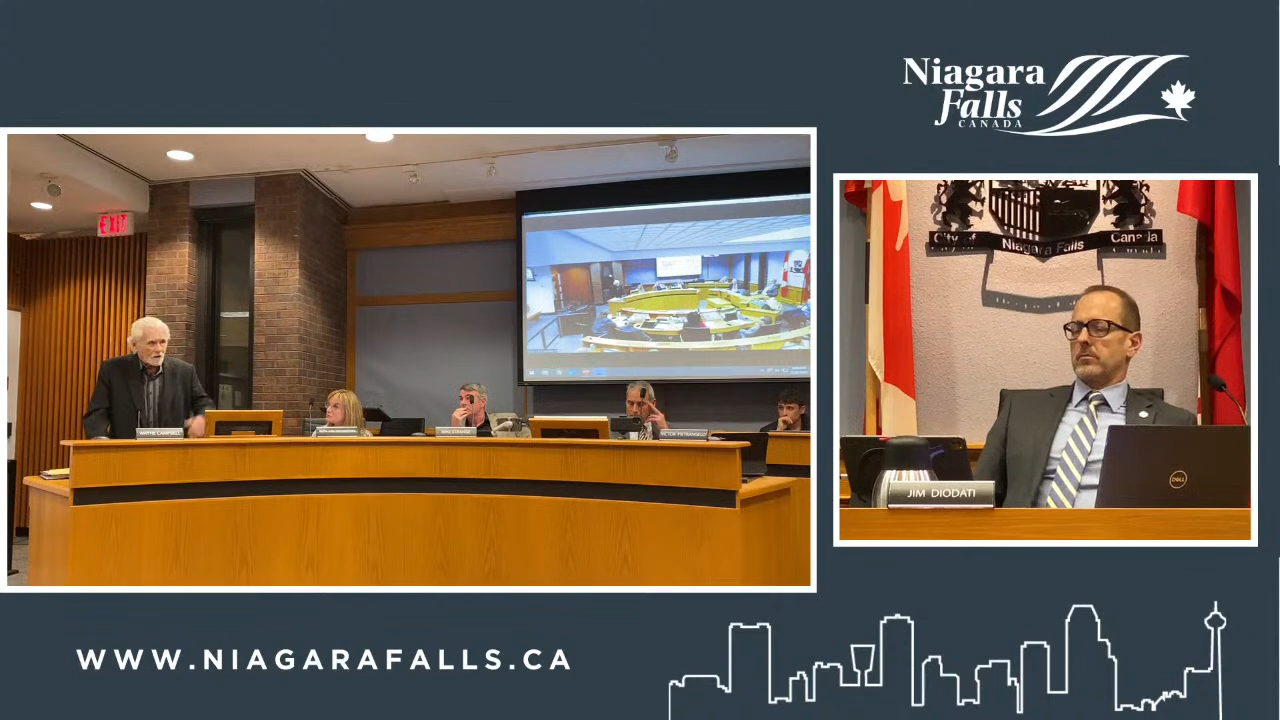 Niagara
Falls
CANADA
EXIT
City of
Niagara Falls
Canada
WAYNE CAMPBELL
VICTOR PIETRANGELO
JIM DIODATI
DELL
WWW.NIAGARAFALLS.CA